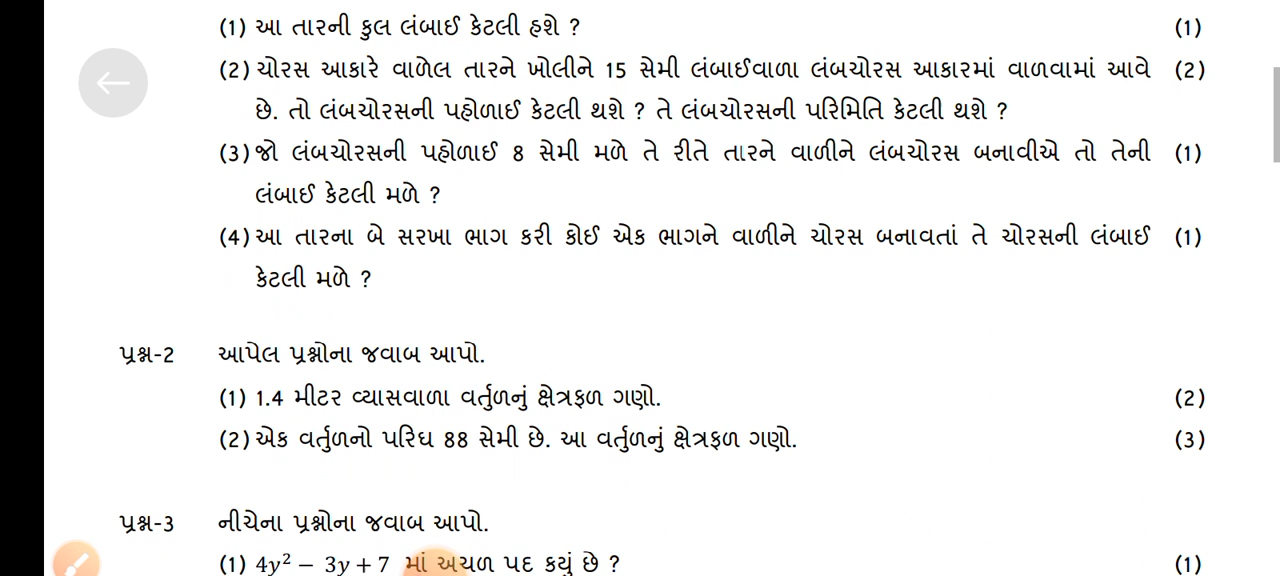 (1) આ તારની કુલ લંબાઈ કેટલી હશે ? (1)
(2) ચોરસ આકારે વાળેલ તારને ખોલીને 15 સેમી લંબાઈવાળા લંબચોરસ આકારમાં વાળવામાં આવે (2)
છે. તો લંબચોરસની પહોળાઈ કેટલી થશે ? તે લંબચોરસની પરિમિતિ કેટલી થશે ?
(3) જો લંબચોરસની પહોળાઈ 8 સેમી મળે તે રીતે તારને વાળીને લંબચોરસ બનાવીએ તો તેની (1)
લંબાઈ કેટલી મળે ?
(4) આ તારના બે સરખા ભાગ કરી કોઈ એક ભાગને વાળીને ચોરસ બનાવતાં તે ચોરસની લંબાઈ (1)
કેટલી મળે ?
પ્રશ્ન-2 આપેલ પ્રશ્નોના જવાબ આપો.
(1) 1.4 મીટર વ્યાસવાળા વર્તુળનું ક્ષેત્રફળ ગણો. (2)
(2) એક વર્તુળનો પરિઘ 88 સેમી છે. આ વર્તુળનું ક્ષેત્રફળ ગણો. (3)
પ્રશ્ન-3 નીચેના પ્રશ્નોના જવાબ આપો.
(1) 4y² − 3y + 7 માં અચળ પદ કયું છે ? (1)